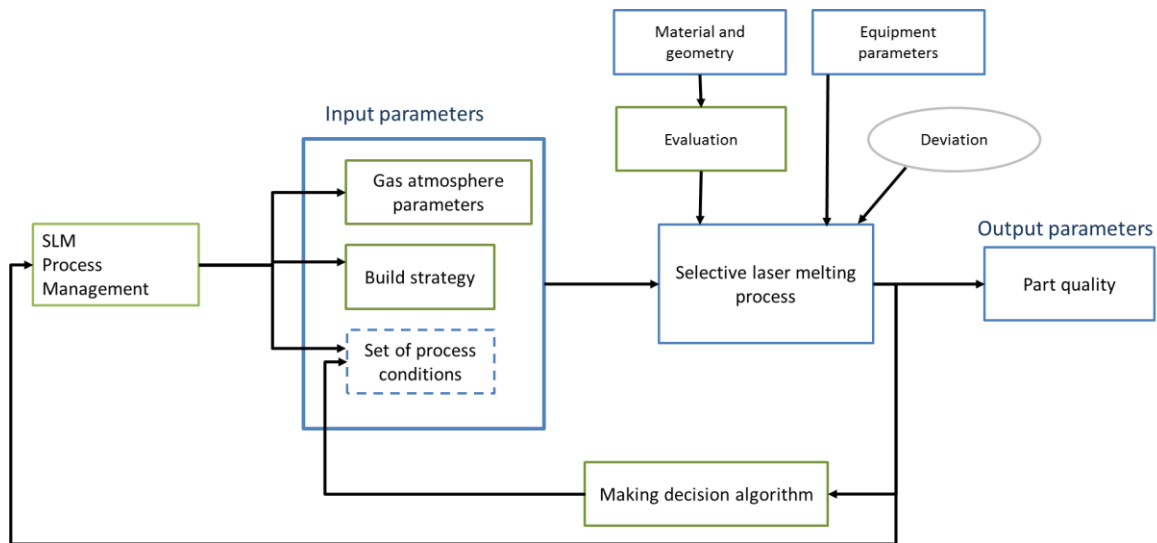 Material and
geometry
Equipment
parameters
Input parameters
Evaluation
Deviation
Gas atmosphere
parameters
SLM
Process
Management
Build strategy
Selective laser melting
process
Output parameters
Part quality
Set of process
conditions
Making decision algorithm